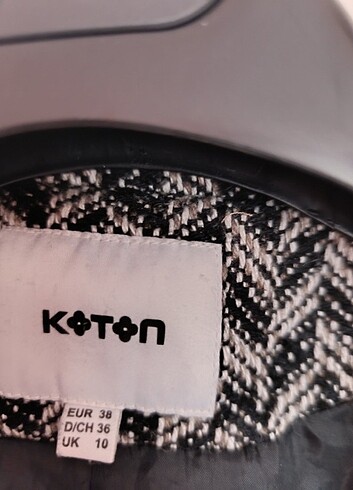 KOTON
EUR 38
D/CH 36
UK 10